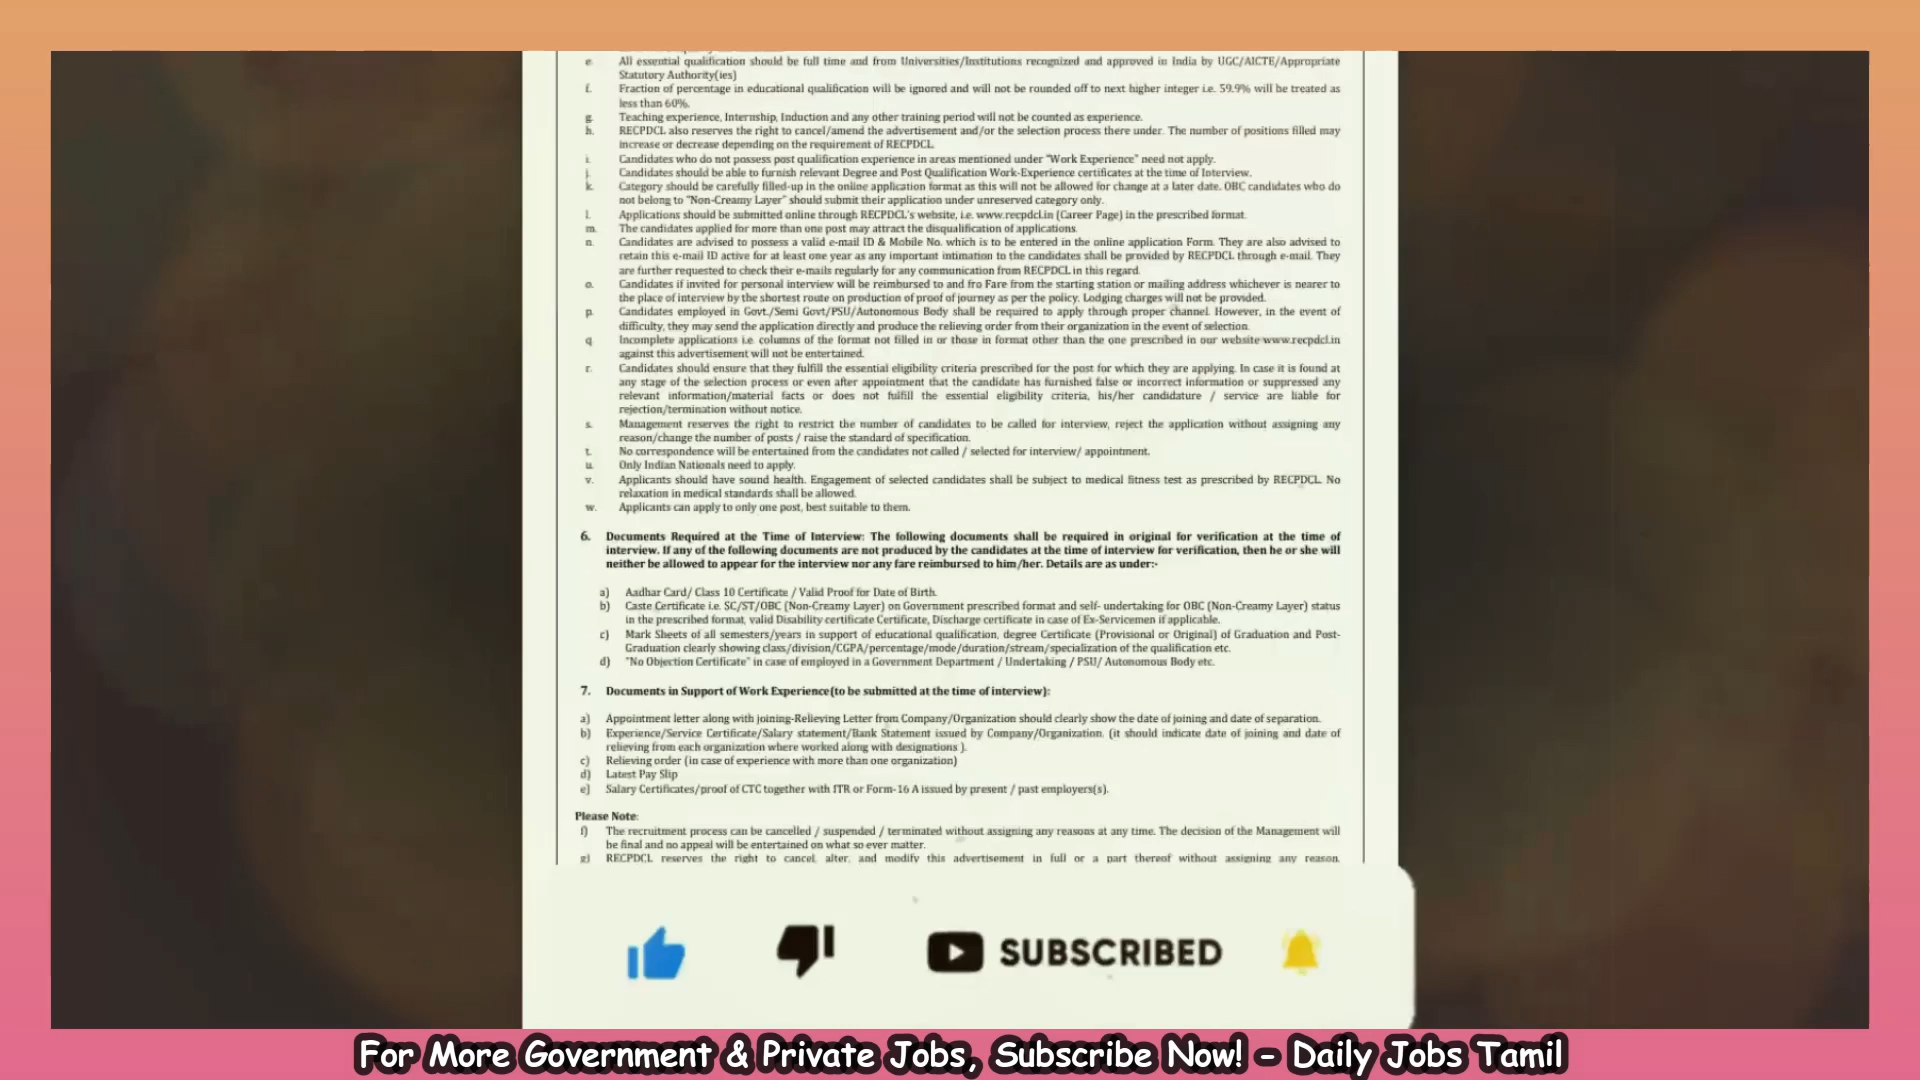 e. All essential qualification should be full time and from Universities/Institutions recognized and approved in India by UGC/AICTE/Appropriate
Statutory Authority(ies)
f. Fraction of percentage in educational qualification will be ignored and will not be rounded off to next higher integer i.e. 59.9% will be treated as
less than 60%.
g. Teaching experience, Internship, Induction and any other training period will not be counted as experience.
h. RECPDCL also reserves the right to cancel/amend the advertisement and/or the selection process there under. The number of positions filled may
increase or decrease depending on the requirement of RECPDCL.
i. Candidates who do not possess post qualification experience in areas mentioned under "Work Experience" need not apply.
j. Candidates should be able to furnish relevant Degree and Post Qualification Work-Experience certificates at the time of Interview.
k. Category should be carefully filled-up in the online application format as this will not be allowed for change at a later date. OBC candidates who do
not belong to "Non-Creamy Layer" should submit their application under unreserved category only.
l. Applications should be submitted online through RECPDCL's website, i.e. www.recpdcl.in (Career Page) in the prescribed format.
m. The candidates applied for more than one post may attract the disqualification of applications.
n. Candidates are advised to possess a valid e-mail ID & Mobile No. which is to be entered in the online application Form. They are also advised to
retain this e-mail ID active for at least one year as any important intimation to the candidates shall be provided by RECPDCL through e-mail. They
are further requested to check their e-mails regularly for any communication from RECPDCL in this regard.
o. Candidates if invited for personal interview will be reimbursed to and fro Fare from the starting station or mailing address whichever is nearer to
the place of interview by the shortest route on production of proof of journey as per the policy. Lodging charges will not be provided.
p. Candidates employed in Govt./Semi Govt/PSU/Autonomous Body shall be required to apply through proper channel. However, in the event of
difficulty, they may send the application directly and produce the relieving order from their organization in the event of selection.
q. Incomplete applications i.e. columns of the format not filled in or those in format other than the one prescribed in our website www.recpdcl.in
against this advertisement will not be entertained.
r. Candidates should ensure that they fulfill the essential eligibility criteria prescribed for the post for which they are applying. In case it is found at
any stage of the selection process or even after appointment that the candidate has furnished false or incorrect information or suppressed any
relevant information/material facts or does not fulfill the essential eligibility criteria, his/her candidature / service are liable for
rejection/termination without notice.
s. Management reserves the right to restrict the number of candidates to be called for interview, reject the application without assigning any
reason/change the number of posts / raise the standard of specification.
t. No correspondence will be entertained from the candidates not called / selected for interview/ appointment.
u. Only Indian Nationals need to apply.
v. Applicants should have sound health. Engagement of selected candidates shall be subject to medical fitness test as prescribed by RECPDCL. No
relaxation in medical standards shall be allowed.
w. Applicants can apply to only one post, best suitable to them.
6. Documents Required at the Time of Interview: The following documents shall be required in original for verification at the time of
interview. If any of the following documents are not produced by the candidates at the time of interview for verification, then he or she will
neither be allowed to appear for the interview nor any fare reimbursed to him/her. Details are as under:-
a) Aadhar Card/ Class 10 Certificate / Valid Proof for Date of Birth.
b) Caste Certificate i.e. SC/ST/OBC (Non-Creamy Layer) on Government prescribed format and self- undertaking for OBC (Non-Creamy Layer) status
in the prescribed format, valid Disability certificate Certificate, Discharge certificate in case of Ex-Servicemen if applicable.
c) Mark Sheets of all semesters/years in support of educational qualification, degree Certificate (Provisional or Original) of Graduation and Post-
Graduation clearly showing class/division/CGPA/percentage/mode/duration/stream/specialization of the qualification etc.
d) "No Objection Certificate" in case of employed in a Government Department / Undertaking / PSU/ Autonomous Body etc.
7. Documents in Support of Work Experience(to be submitted at the time of interview):
a) Appointment letter along with joining-Relieving Letter from Company/Organization should clearly show the date of joining and date of separation.
b) Experience/Service Certificate/Salary statement/Bank Statement issued by Company/Organization. (it should indicate date of joining and date of
relieving from each organization where worked along with designations ).
c) Relieving order (in case of experience with more than one organization)
d) Latest Pay Slip
e) Salary Certificates/proof of CTC together with ITR or Form-16 A issued by present / past employers(s).
Please Note:
f) The recruitment process can be cancelled / suspended / terminated without assigning any reasons at any time. The decision of the Management will
be final and no appeal will be entertained on what so ever matter.
g) RECPDCL reserves the right to cancel, alter, and modify this advertisement in full or a part thereof without assigning any reason.
SUBSCRIBED
For More Government & Private Jobs, Subscribe Now! - Daily Jobs Tamil